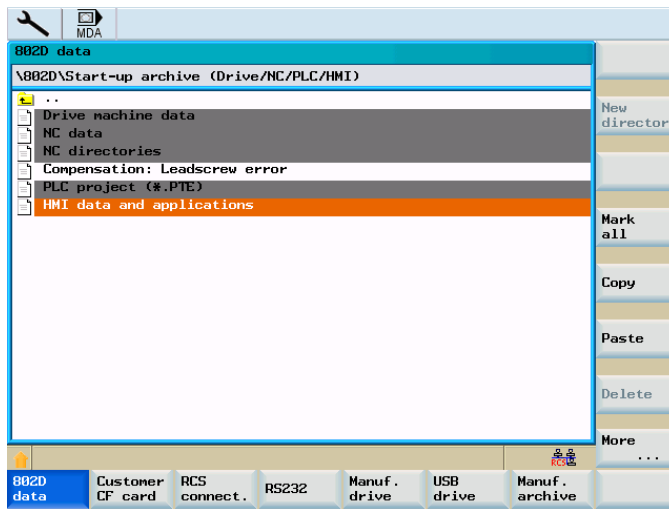 MDA
802D data
\802D\Start-up archive (Drive/NC/PLC/HMI)
..
Drive machine data
NC data
NC directories
Compensation: Leadscrew error
PLC project (*.PTE)
HMI data and applications
New
director
Mark
all
Copy
Paste
Delete
More
...
RCS
802D
data
Customer
CF card
RCS
connect.
RS232
Manuf.
drive
USB
drive
Manuf.
archive